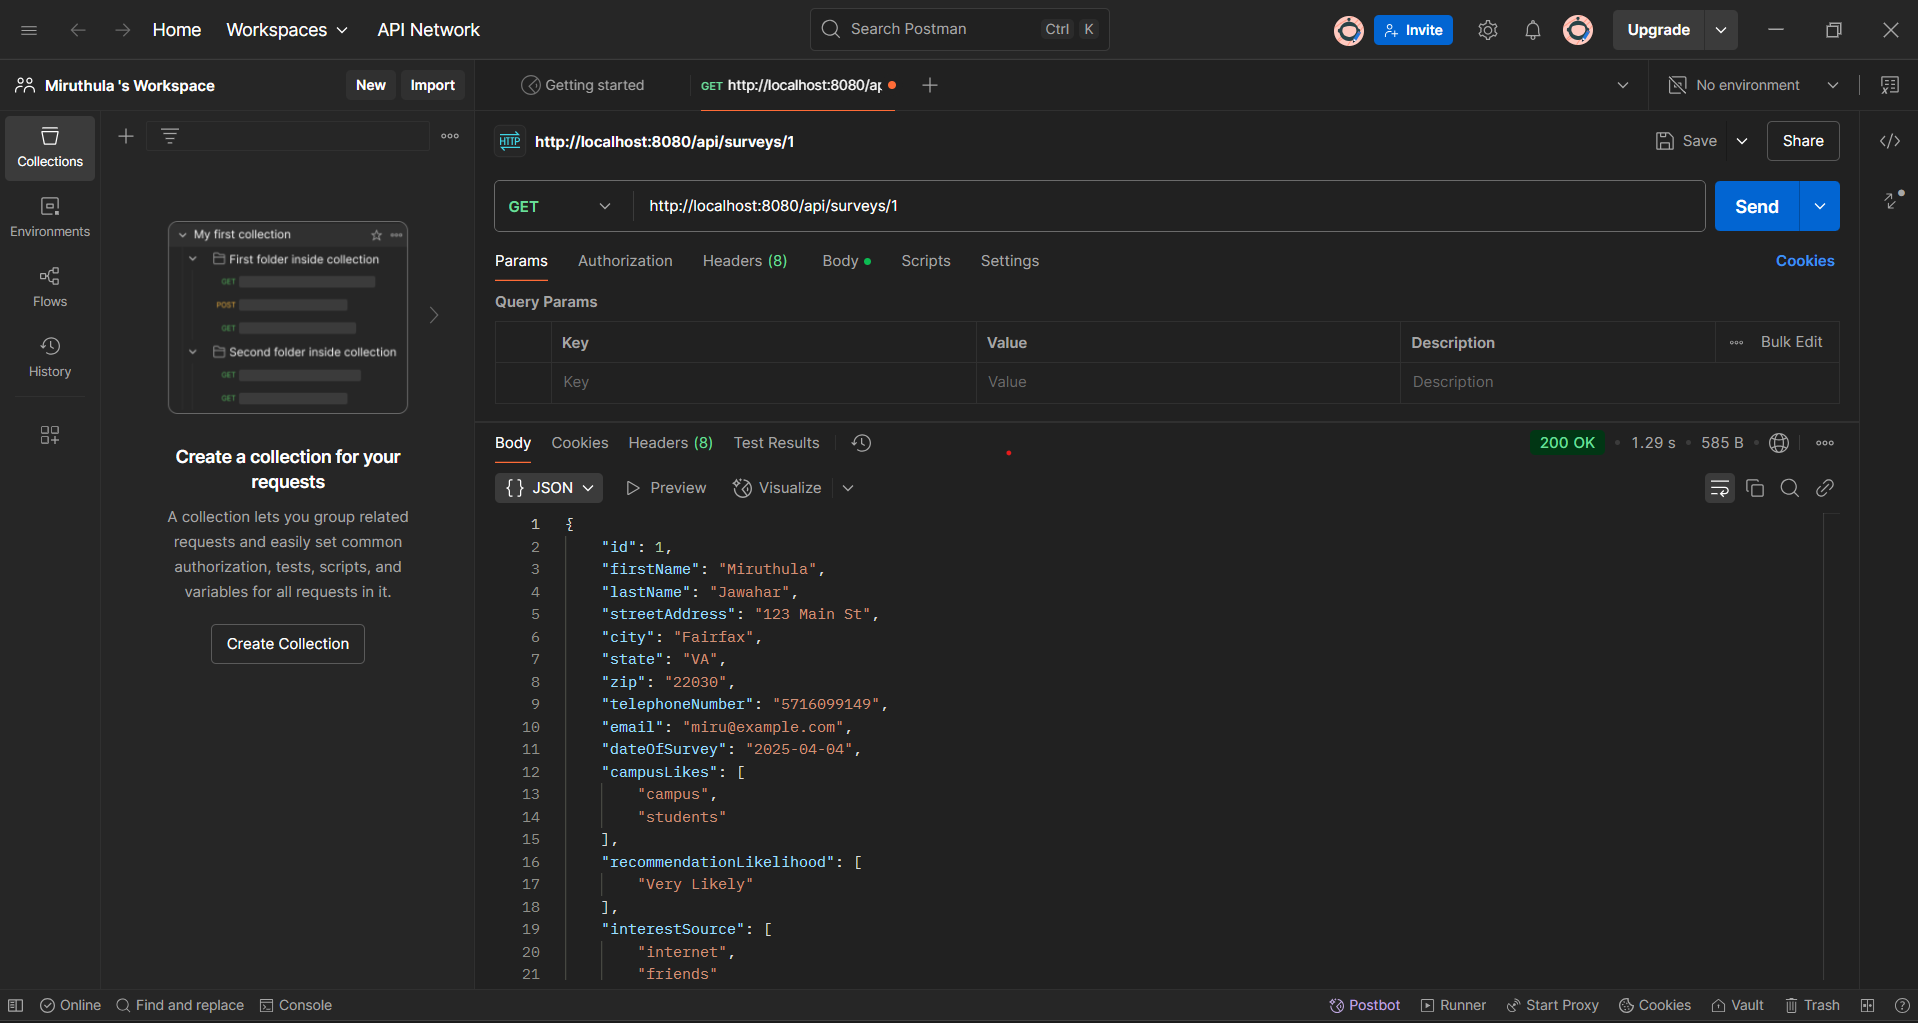 Home Workspaces API Network Search Postman Ctrl K Invite Upgrade
Miruthula 's Workspace New Import Getting started GET http://localhost:8080/ap No environment
http://localhost:8080/api/surveys/1 Save Share
Collections
Environments
Flows
History
My first collection
First folder inside collection
GET
POST
GET
Second folder inside collection
GET
GET
Create a collection for your
requests
A collection lets you group related
requests and easily set common
authorization, tests, scripts, and
variables for all requests in it.
Create Collection
GET http://localhost:8080/api/surveys/1 Send
Params Authorization Headers (8) Body Scripts Settings Cookies
Query Params
Key Value Description Bulk Edit
Key Value Description
Body Cookies Headers (8) Test Results 200 OK 1.29 s 585 B
{} JSON Preview Visualize
1 {
2 "id": 1,
3 "firstName": "Miruthula",
4 "lastName": "Jawahar",
5 "streetAddress": "123 Main St",
6 "city": "Fairfax",
7 "state": "VA",
8 "zip": "22030",
9 "telephoneNumber": "5716099149",
10 "email": "miru@example.com",
11 "dateOfSurvey": "2025-04-04",
12 "campusLikes": [
13 "campus",
14 "students"
15 ],
16 "recommendationLikelihood": [
17 "Very Likely"
18 ],
19 "interestSource": [
20 "internet",
21 "friends"
Online Find and replace Console Postbot Runner Start Proxy Cookies Vault Trash